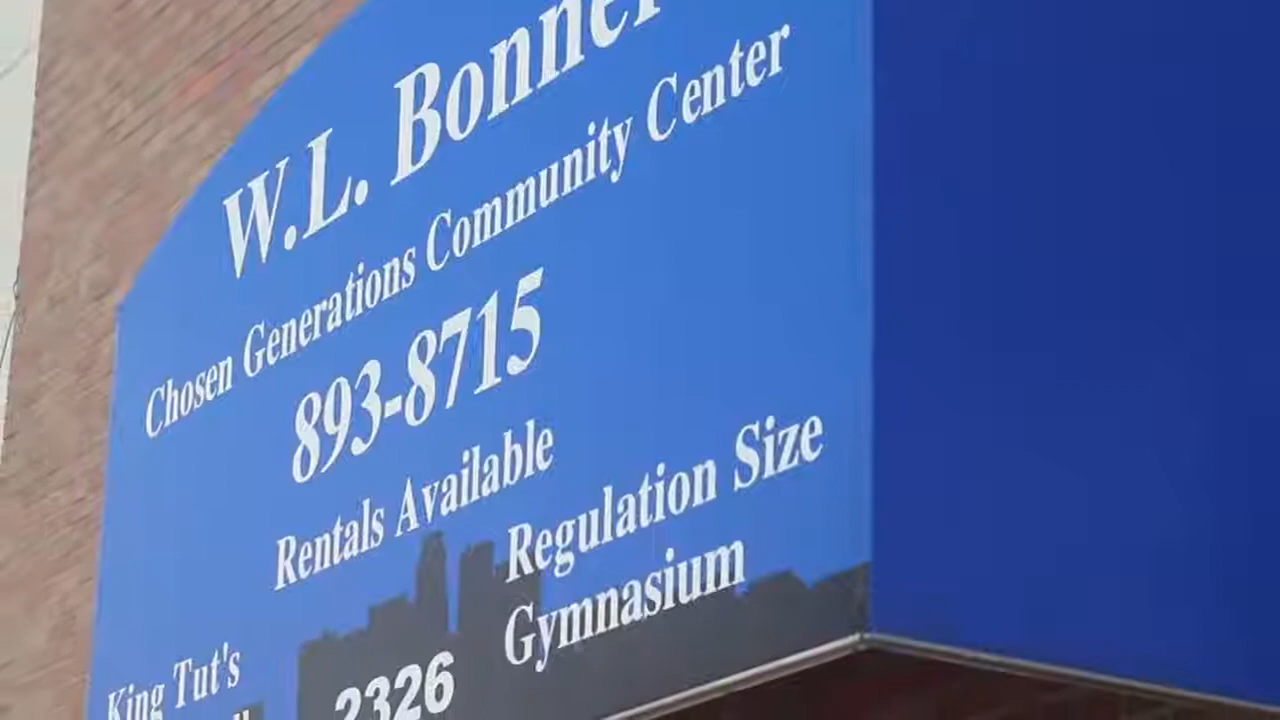 W.L. Bonner
Chosen Generations Community Center
893-8715
Rentals Available
Regulation Size
Gymnasium
King Tut's
2326